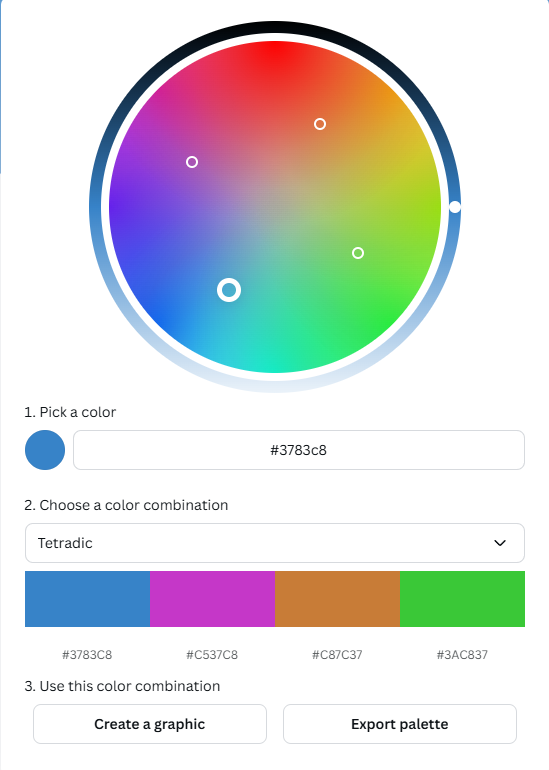 1. Pick a color
#3783c8
2. Choose a color combination
Tetradic
#3783C8 #C537C8 #C87C37 #3AC837
3. Use this color combination
Create a graphic Export palette